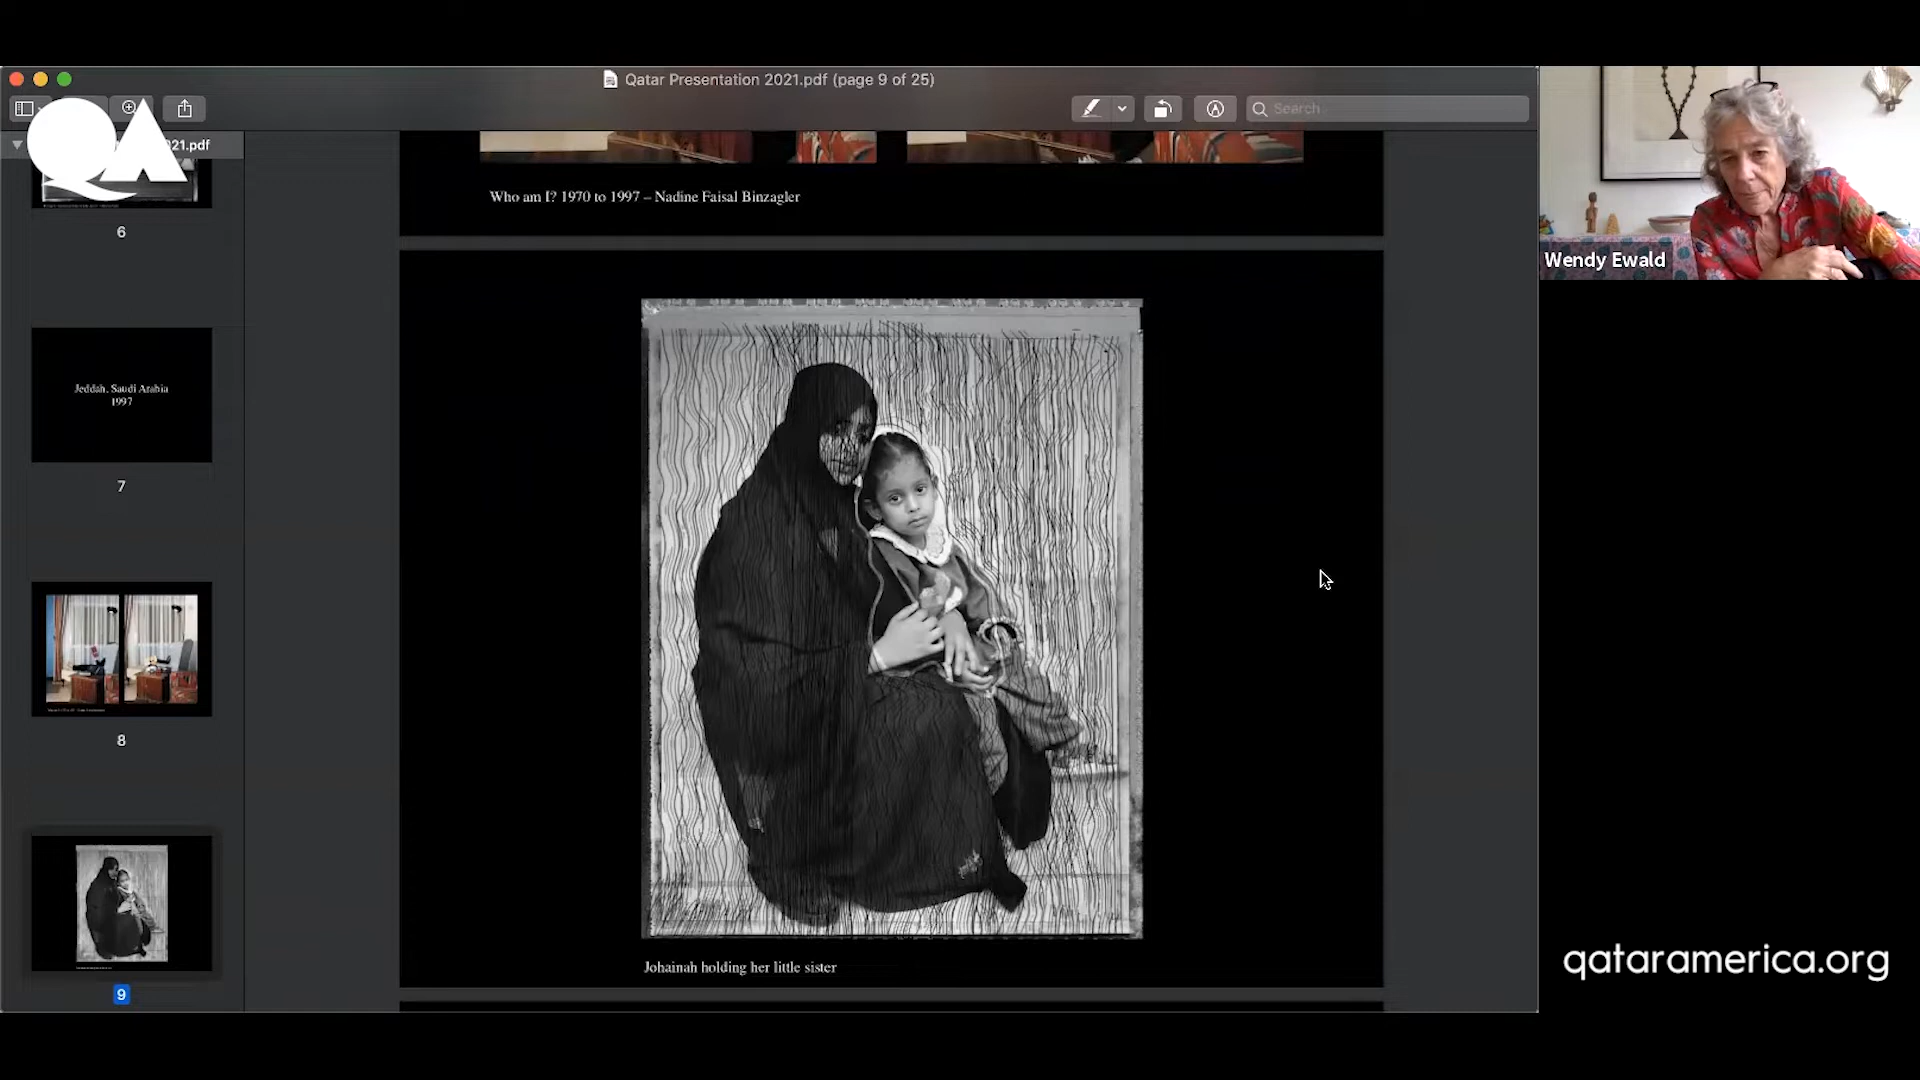 Qatar Presentation 2021.pdf (page 9 of 25)
Search
QA
21.pdf
6
Jeddah, Saudi Arabia
1997
7
8
9
Who am I? 1970 to 1997 – Nadine Faisal Binzagler
Johainah holding her little sister
Wendy Ewald
qataramerica.org